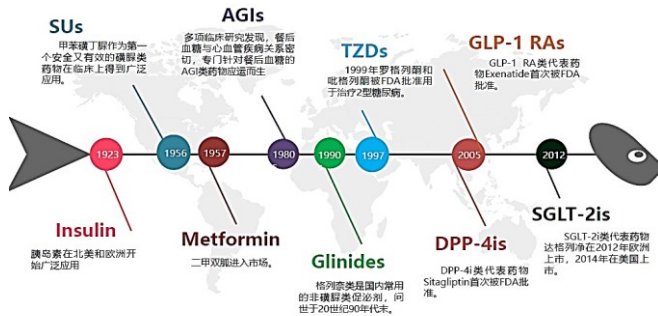 SUs
甲苯磺丁脲作为第一
个安全又有效的磺脲类
药物在临床上得到广泛
应用。
AGIs
多项临床研究发现，餐后
血糖与心血管疾病关系密
切，专门针对餐后血糖的
AGI类药物应运而生
TZDs
1999年罗格列酮和
吡格列酮被FDA批准用
于治疗2型糖尿病。
GLP-1 RAs
GLP-1 RA类代表药
物Exenatide首次被FDA
批准。
1923
1956
1957
1980
1990
1997
2005
2012
Insulin
胰岛素在北美和欧洲开
始广泛应用
Metformin
二甲双胍进入市场。
Glinides
格列奈类是国内常用
的非磺脲类促泌剂，问
世于20世纪90年代末。
DPP-4is
DPP-4i类代表药物
Sitagliptin首次被FDA
批准。
SGLT-2is
SGLT-2i类代表药物
达格列净在2012年欧洲
上市，2014年在美国上
市。